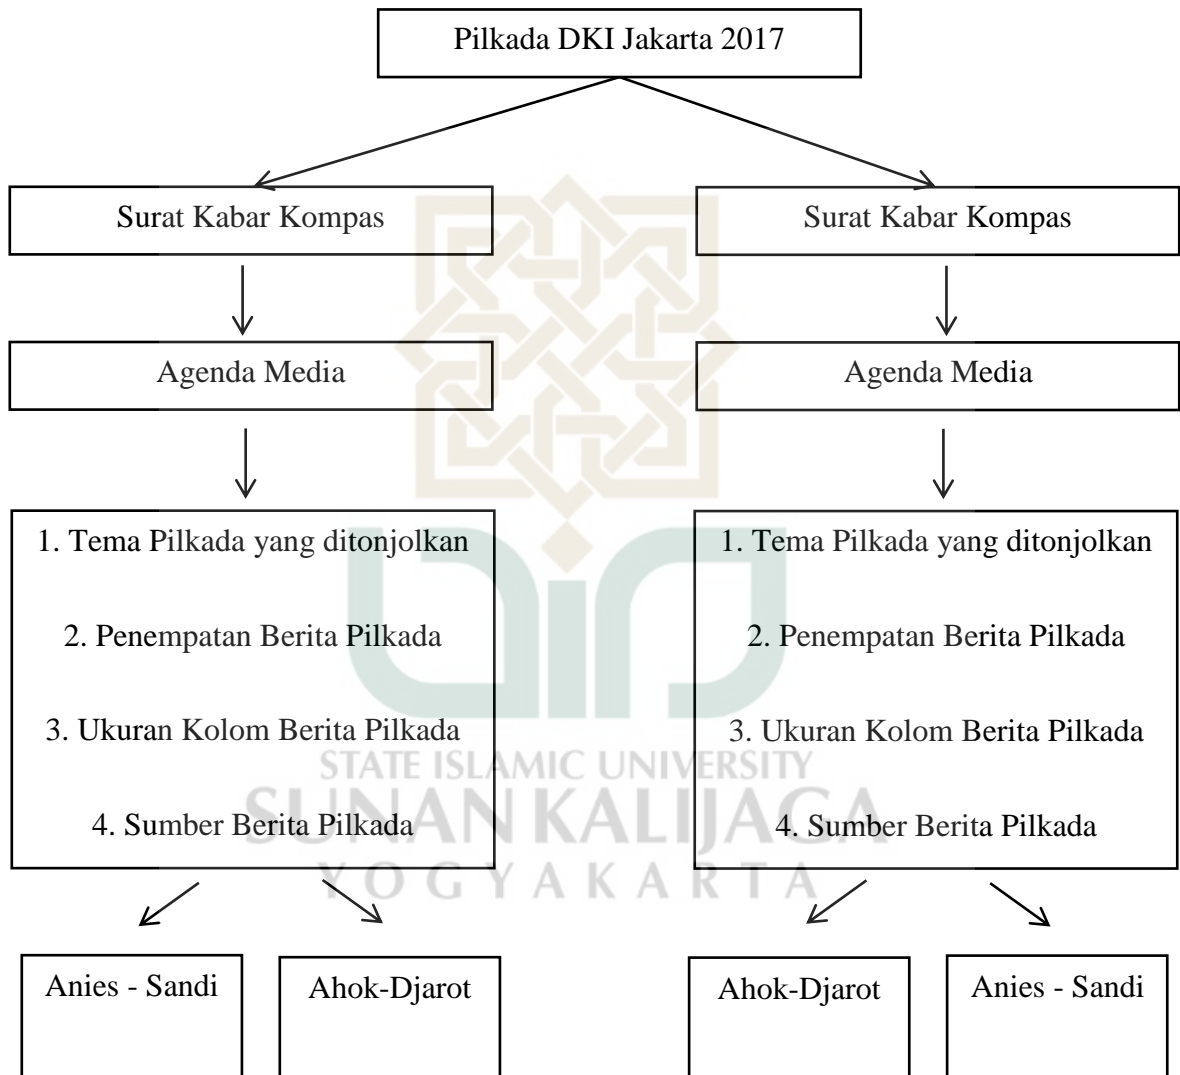 Pilkada DKI Jakarta 2017
Surat Kabar Kompas
Surat Kabar Kompas
Agenda Media
Agenda Media
1. Tema Pilkada yang ditonjolkan
2. Penempatan Berita Pilkada
3. Ukuran Kolom Berita Pilkada
4. Sumber Berita Pilkada
1. Tema Pilkada yang ditonjolkan
2. Penempatan Berita Pilkada
3. Ukuran Kolom Berita Pilkada
4. Sumber Berita Pilkada
STATE ISLAMIC UNIVERSITY
SUNAN KALIJAGA
YOGYAKARTA
Anies - Sandi
Ahok-Djarot
Ahok-Djarot
Anies - Sandi